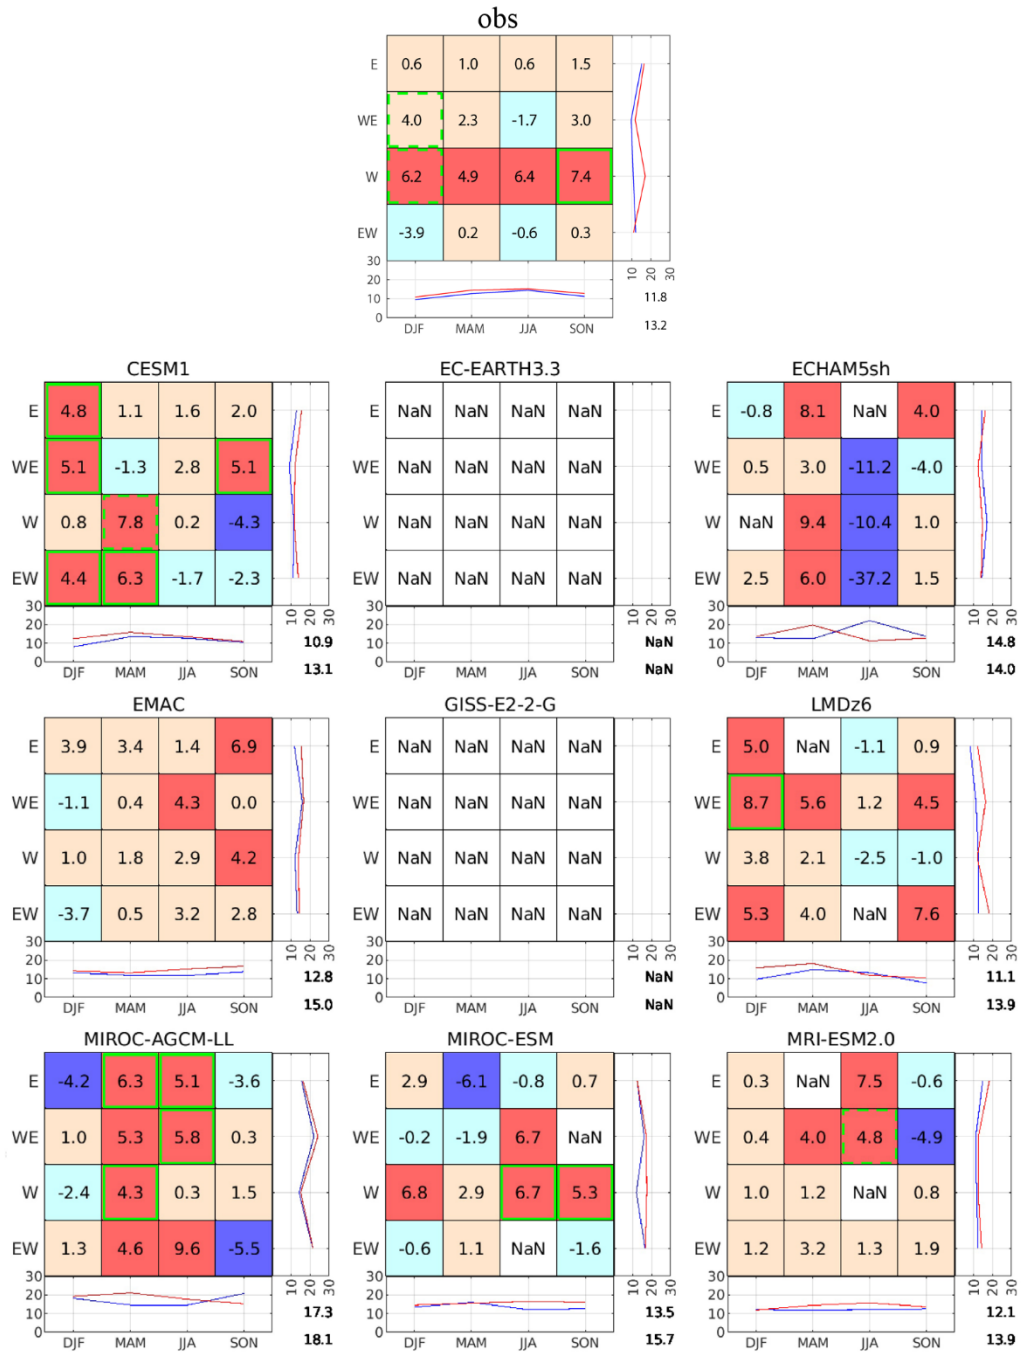 obs
E 0.6 1.0 0.6 1.5
WE 4.0 2.3 -1.7 3.0
W 6.2 4.9 6.4 7.4
EW -3.9 0.2 -0.6 0.3
30 10 20 30
20 11.8
10
0 13.2
DJF MAM JJA SON
CESM1
E 4.8 1.1 1.6 2.0
WE 5.1 -1.3 2.8 5.1
W 0.8 7.8 0.2 -4.3
EW 4.4 6.3 -1.7 -2.3
30 10 20 30
20
10 10.9
0 13.1
DJF MAM JJA SON
EC-EARTH3.3
NaN NaN NaN NaN
NaN NaN NaN NaN
NaN NaN NaN NaN
NaN NaN NaN NaN
30 10 20 30
20
10 NaN
0 NaN
DJF MAM JJA SON
ECHAM5sh
E -0.8 8.1 NaN 4.0
WE 0.5 3.0 -11.2 -4.0
W NaN 9.4 -10.4 1.0
EW 2.5 6.0 -37.2 1.5
30 10 20 30
20
10 14.8
0 14.0
DJF MAM JJA SON
EMAC
E 3.9 3.4 1.4 6.9
WE -1.1 0.4 4.3 0.0
W 1.0 1.8 2.9 4.2
EW -3.7 0.5 3.2 2.8
30 10 20 30
20
10 12.8
0 15.0
DJF MAM JJA SON
GISS-E2-2-G
NaN NaN NaN NaN
NaN NaN NaN NaN
NaN NaN NaN NaN
NaN NaN NaN NaN
30 10 20 30
20
10 NaN
0 NaN
DJF MAM JJA SON
LMDz6
E 5.0 NaN -1.1 0.9
WE 8.7 5.6 1.2 4.5
W 3.8 2.1 -2.5 -1.0
EW 5.3 4.0 NaN 7.6
30 10 20 30
20
10 11.1
0 13.9
DJF MAM JJA SON
MIROC-AGCM-LL
E -4.2 6.3 5.1 -3.6
WE 1.0 5.3 5.8 0.3
W -2.4 4.3 0.3 1.5
EW 1.3 4.6 9.6 -5.5
30 10 20 30
20
10 17.3
0 18.1
DJF MAM JJA SON
MIROC-ESM
2.9 -6.1 -0.8 0.7
-0.2 -1.9 6.7 NaN
6.8 2.9 6.7 5.3
-0.6 1.1 NaN -1.6
30 10 20 30
20
10 13.5
0 15.7
DJF MAM JJA SON
MRI-ESM2.0
E 0.3 NaN 7.5 -0.6
WE 0.4 4.0 4.8 -4.9
W 1.0 1.2 NaN 0.8
EW 1.2 3.2 1.3 1.9
30 10 20 30
20
10 12.1
0 13.9
DJF MAM JJA SON